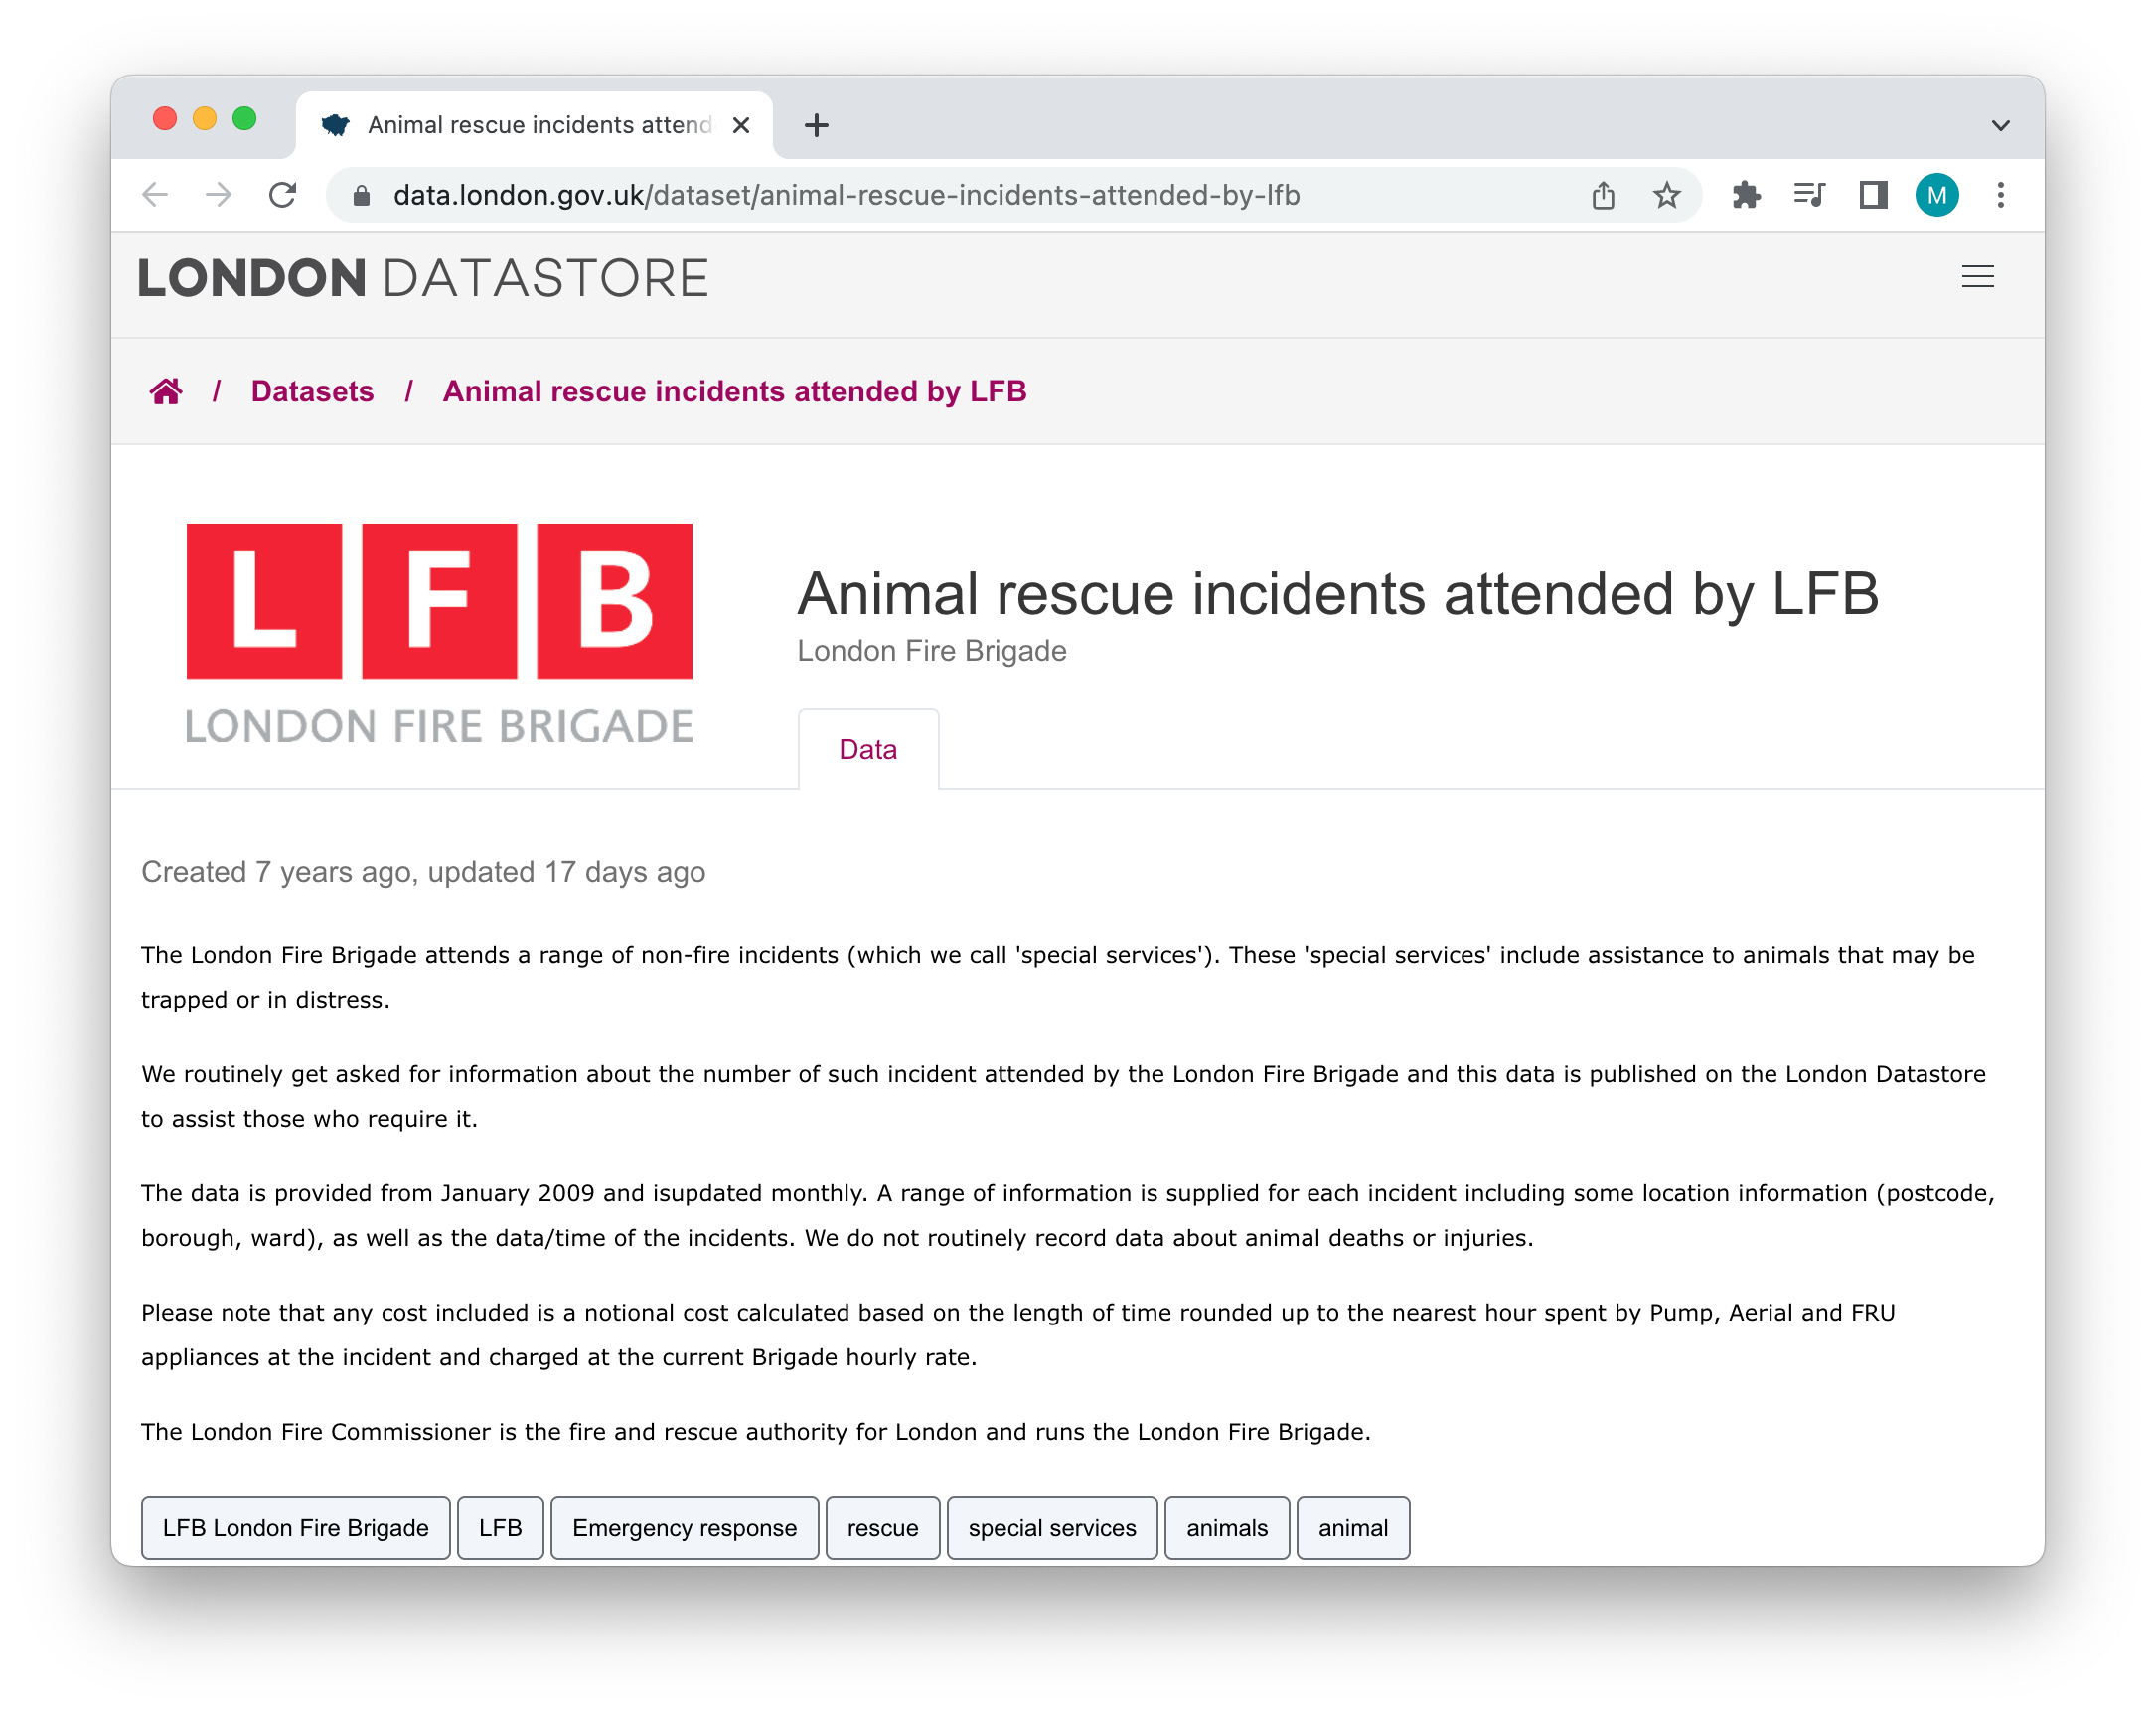 Animal rescue incidents attend
data.london.gov.uk/dataset/animal-rescue-incidents-attended-by-lfb
M
LONDON DATASTORE
/ Datasets / Animal rescue incidents attended by LFB
L F B
LONDON FIRE BRIGADE
Animal rescue incidents attended by LFB
London Fire Brigade
Data
Created 7 years ago, updated 17 days ago
The London Fire Brigade attends a range of non-fire incidents (which we call 'special services'). These 'special services' include assistance to animals that may be
trapped or in distress.
We routinely get asked for information about the number of such incident attended by the London Fire Brigade and this data is published on the London Datastore
to assist those who require it.
The data is provided from January 2009 and isupdated monthly. A range of information is supplied for each incident including some location information (postcode,
borough, ward), as well as the data/time of the incidents. We do not routinely record data about animal deaths or injuries.
Please note that any cost included is a notional cost calculated based on the length of time rounded up to the nearest hour spent by Pump, Aerial and FRU
appliances at the incident and charged at the current Brigade hourly rate.
The London Fire Commissioner is the fire and rescue authority for London and runs the London Fire Brigade.
LFB London Fire Brigade LFB Emergency response rescue special services animals animal